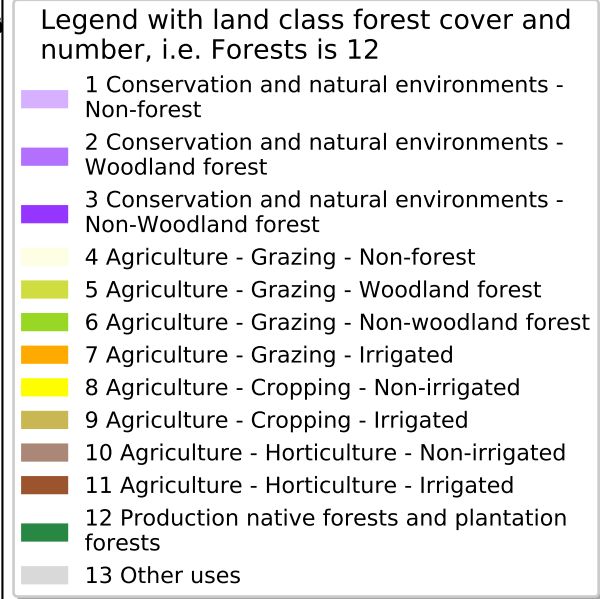 Legend with land class forest cover and
number, i.e. Forests is 12
1 Conservation and natural environments -
Non-forest
2 Conservation and natural environments -
Woodland forest
3 Conservation and natural environments -
Non-Woodland forest
4 Agriculture - Grazing - Non-forest
5 Agriculture - Grazing - Woodland forest
6 Agriculture - Grazing - Non-woodland forest
7 Agriculture - Grazing - Irrigated
8 Agriculture - Cropping - Non-irrigated
9 Agriculture - Cropping - Irrigated
10 Agriculture - Horticulture - Non-irrigated
11 Agriculture - Horticulture - Irrigated
12 Production native forests and plantation
forests
13 Other uses